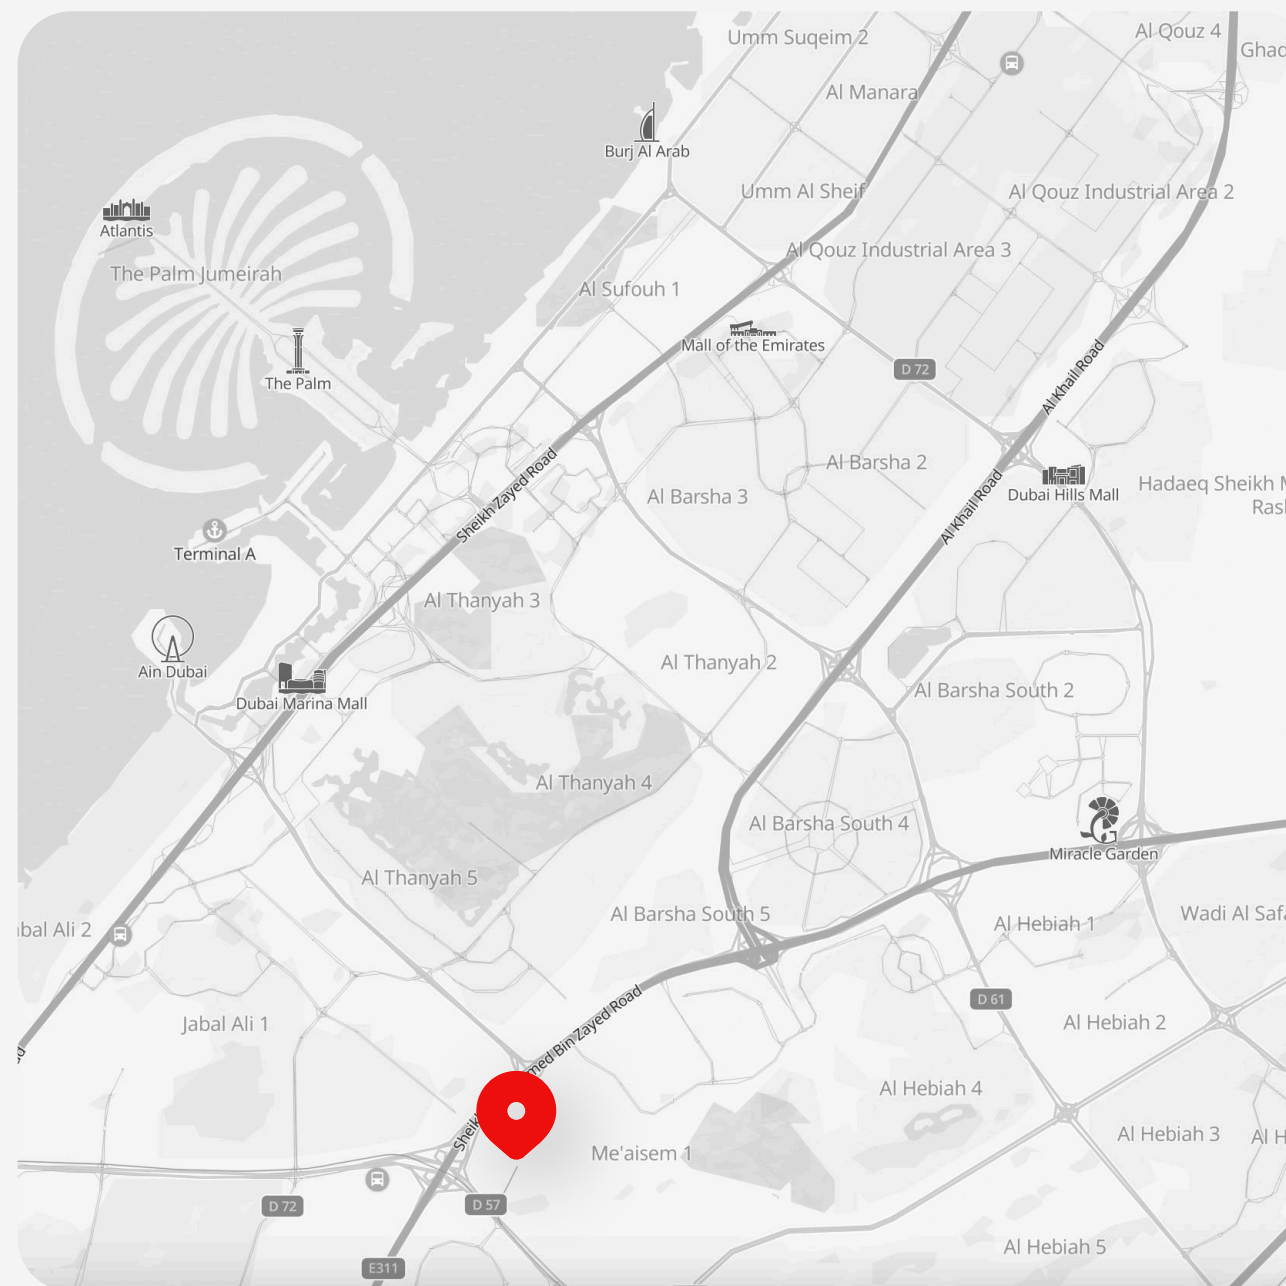 Umm Suqeim 2
Al Qouz 4
Ghad
Al Manara
Burj Al Arab
Umm Al Sheif
Al Qouz Industrial Area 2
Atlantis
Al Qouz Industrial Area 3
The Palm Jumeirah
Al Sufouh 1
Mall of the Emirates
The Palm
D 72
Al Khail Road
Al Barsha 2
Sheikh Zayed Road
Al Barsha 3
Dubai Hills Mall
Hadaeq Sheikh M
Rash
Al Khail Road
Terminal A
Al Thanyah 3
Al Thanyah 2
Ain Dubai
Al Barsha South 2
Dubai Marina Mall
Al Thanyah 4
Al Barsha South 4
Miracle Garden
Al Thanyah 5
Al Barsha South 5
Al Hebiah 1
Wadi Al Safa
abal Ali 2
D 61
Jabal Ali 1
Al Hebiah 2
ad
med Bin Zayed Road
Al Hebiah 4
Sheik
Me'aisem 1
Al Hebiah 3
Al H
D 72
D 57
Al Hebiah 5
E311